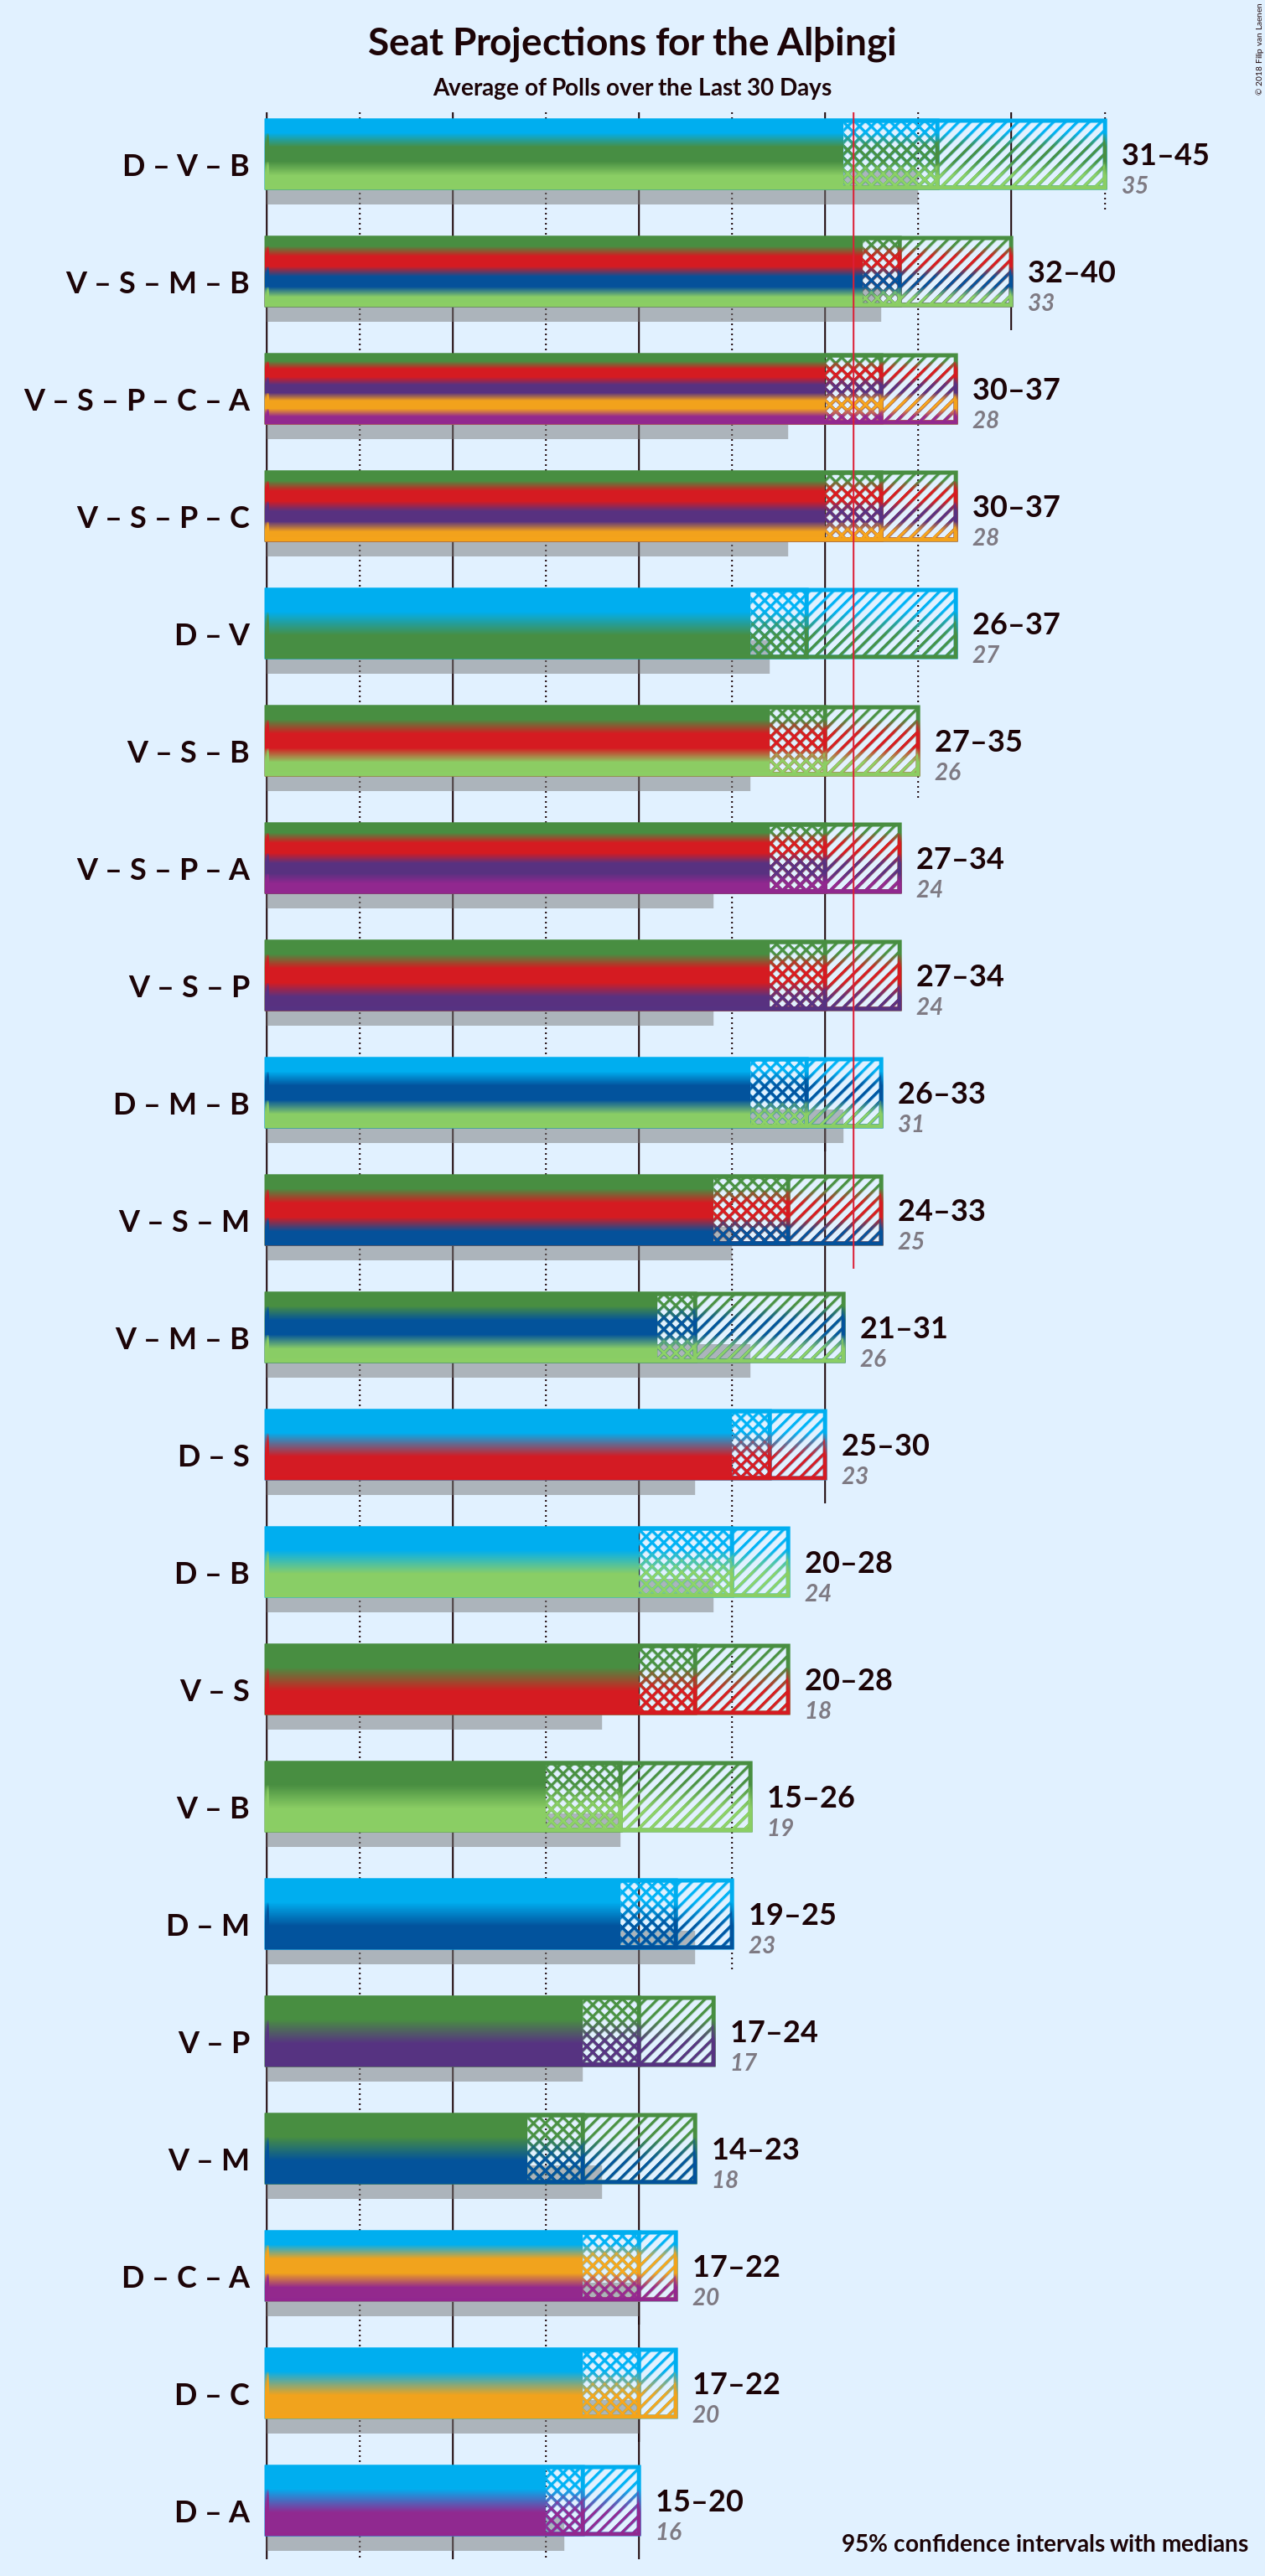 Seat Projections for the Alþingi
Average of Polls over the Last 30 Days
© 2018 Filip van Laenen
D – V – B
31–45
35
V – S – M – B
32–40
33
V – S – P – C – A
30–37
28
V – S – P – C
30–37
28
D – V
26–37
27
V – S – B
27–35
26
V – S – P – A
27–34
24
V – S – P
27–34
24
D – M – B
26–33
31
V – S – M
24–33
25
V – M – B
21–31
26
D – S
25–30
23
D – B
20–28
24
V – S
20–28
18
V – B
15–26
19
D – M
19–25
23
V – P
17–24
17
V – M
14–23
18
D – C – A
17–22
20
D – C
17–22
20
D – A
15–20
16
95% confidence intervals with medians